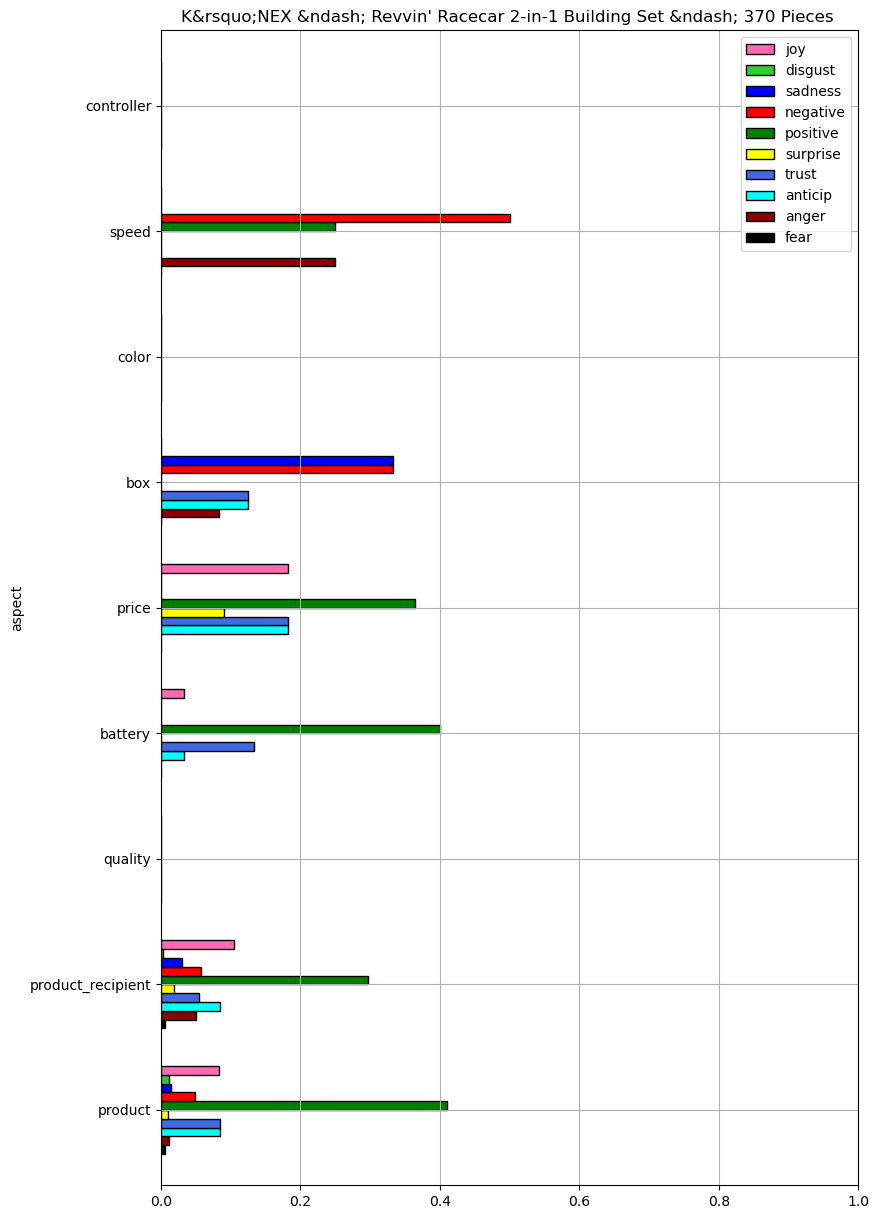 K&rsquo;NEX &ndash; Revvin' Racecar 2-in-1 Building Set &ndash; 370 Pieces
joy
disgust
sadness
negative
positive
surprise
trust
anticip
anger
fear
controller
speed
color
box
price
battery
quality
product_recipient
product
aspect
0.0 0.2 0.4 0.6 0.8 1.0